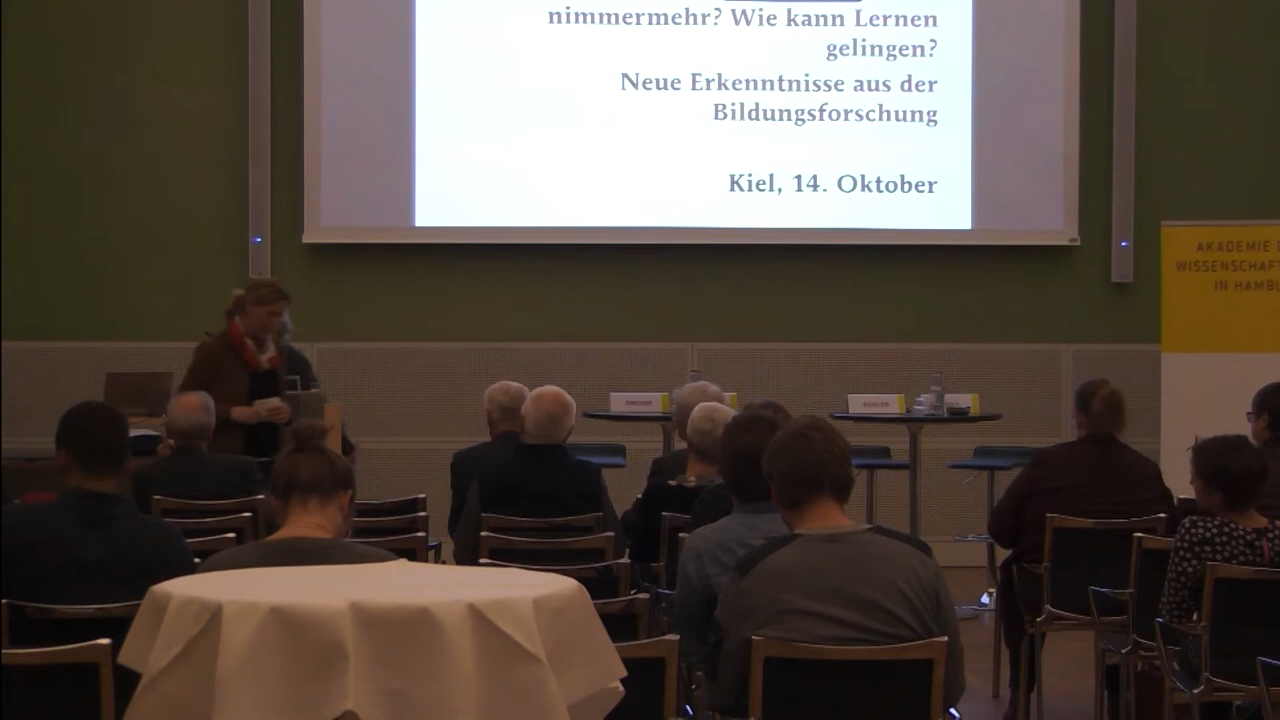 nimmermehr? Wie kann Lernen
gelingen?
Neue Erkenntnisse aus der
Bildungsforschung
Kiel, 14. Oktober
AKADEMIE
WISSENSCHAFT
IN HAMBU